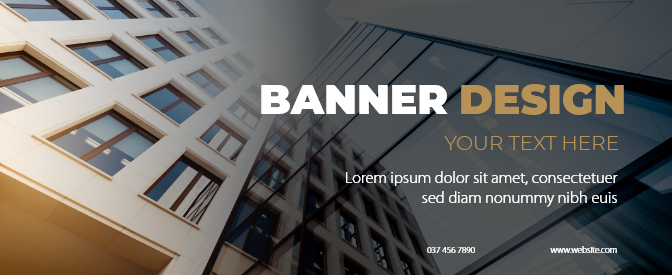 BANNER DESIGN
YOUR TEXT HERE
Lorem ipsum dolor sit amet, consectetuer
sed diam nonummy nibh euis
037 456 7890
www.website.com